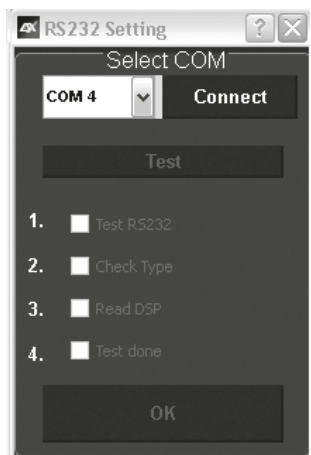 AX RS232 Setting ?
Select COM
COM 4 Connect
Test
1. Test RS232
2. Check Type
3. Read DSP
4. Test done
OK